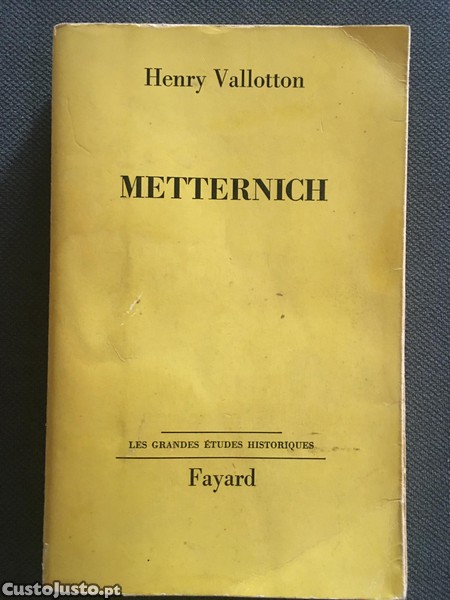 Henry Vallotton
METTERNICH
LES GRANDES ÉTUDES HISTORIQUES
Fayard
CustoJusto.pt